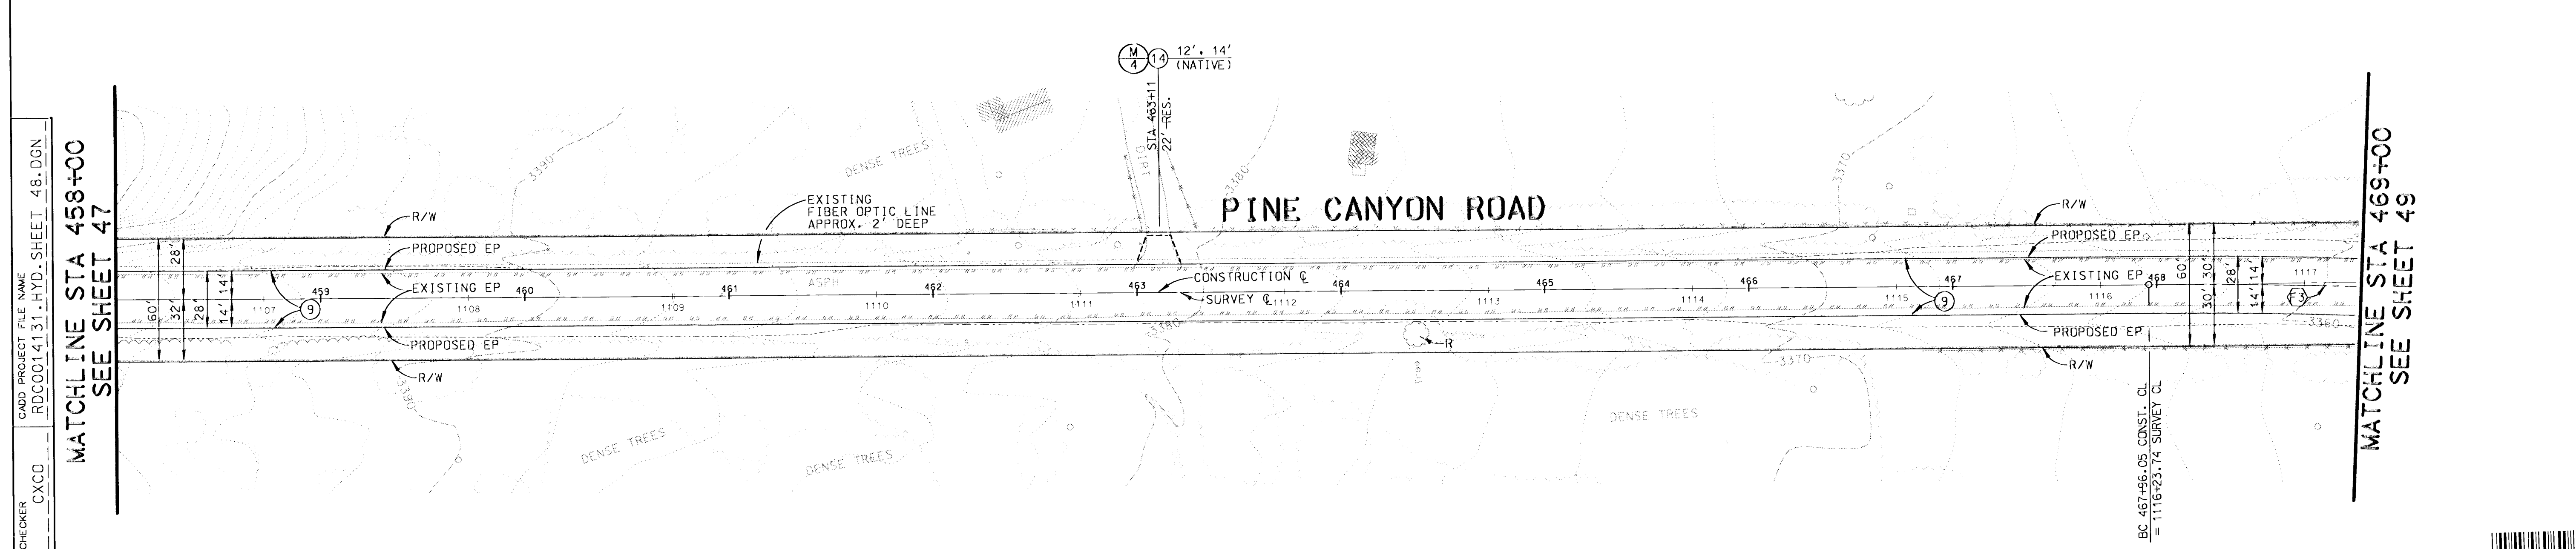 M
4
14
12', 14'
(NATIVE)
STA 463+11
22'-RES.
DIRT
MATCHLINE STA 458+00
SEE SHEET 47
CADD PROJECT FILE NAME
RDC0014131.HYD.SHEET 48.DGN
CHECKER
CXCO
3390
DENSE TREES
3380
3370
EXISTING
FIBER OPTIC LINE
APPROX. 2' DEEP
PINE CANYON ROAD
R/W
R/W
PROPOSED EP
PROPOSED EP
EXISTING EP
EXISTING EP
ASPH
CONSTRUCTION ℄
SURVEY ℄
60'
28'
32'
28'
14'
14'
9
459
460
461
462
463
464
465
466
467
468
1107
1108
1109
1110
1111
1112
1113
1114
1115
1116
1117
9
60'
30'
30'
28'
14'
14'
F3
PROPOSED EP
PROPOSED EP
R/W
R/W
R
3380
3380
3370
3360
DENSE TREES
DENSE TREES
DENSE TREES
BC 467+96.05 CONST. CL
= 1116+23.74 SURVEY CL
MATCHLINE STA 469+00
SEE SHEET 49